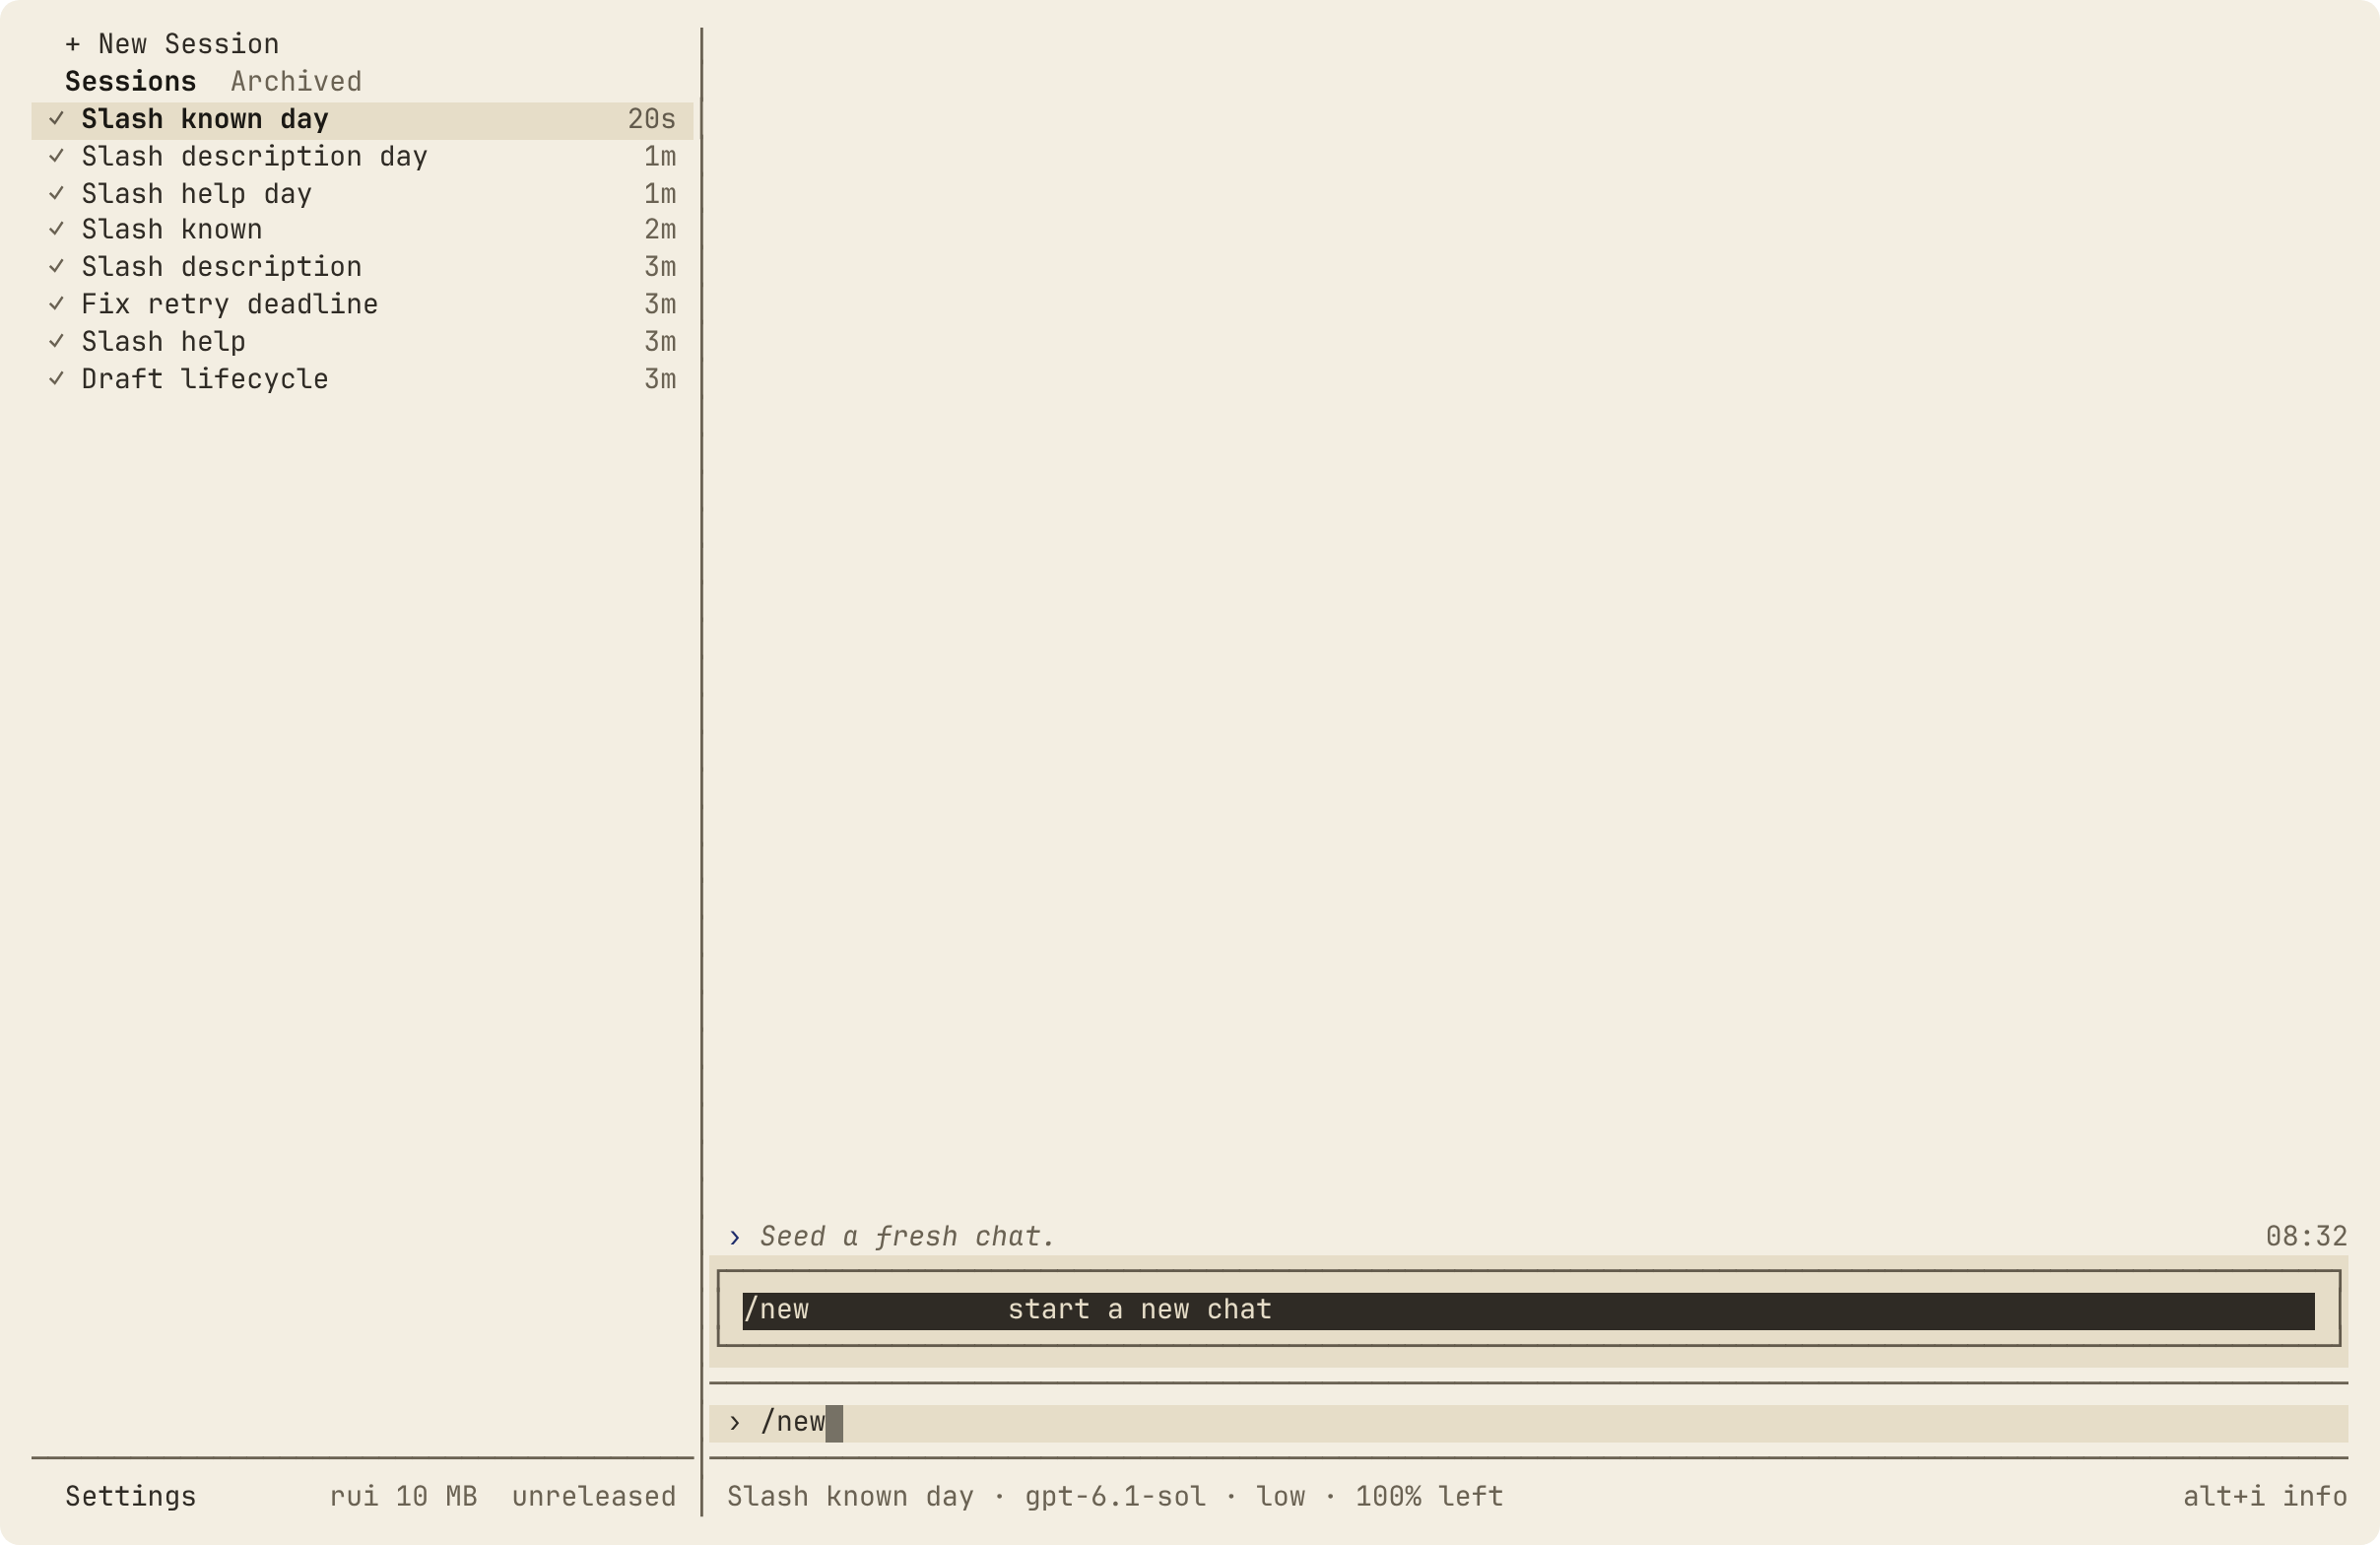 + New Session
Sessions  Archived
✓ Slash known day  20s
✓ Slash description day  1m
✓ Slash help day  1m
✓ Slash known  2m
✓ Slash description  3m
✓ Fix retry deadline  3m
✓ Slash help  3m
✓ Draft lifecycle  3m
Settings  rui 10 MB  unreleased
› Seed a fresh chat.  08:32
/new  start a new chat
› /new
Slash known day · gpt-6.1-sol · low · 100% left  alt+i info